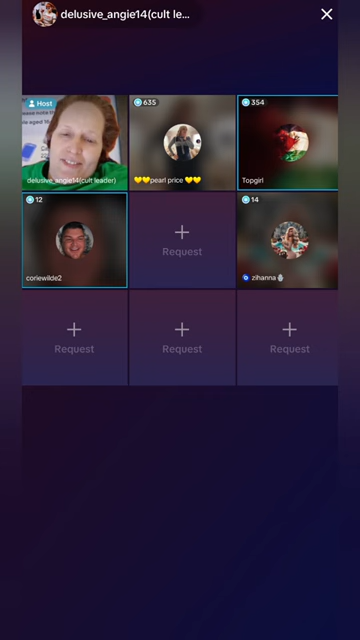 delusive_angie14(cult le...
Host
635
354
delusive_angie14(cult leader)
💛💛pearl price 💛💛
Topgirl
12
14
Request
coriewilde2
zihanna
Request
Request
Request